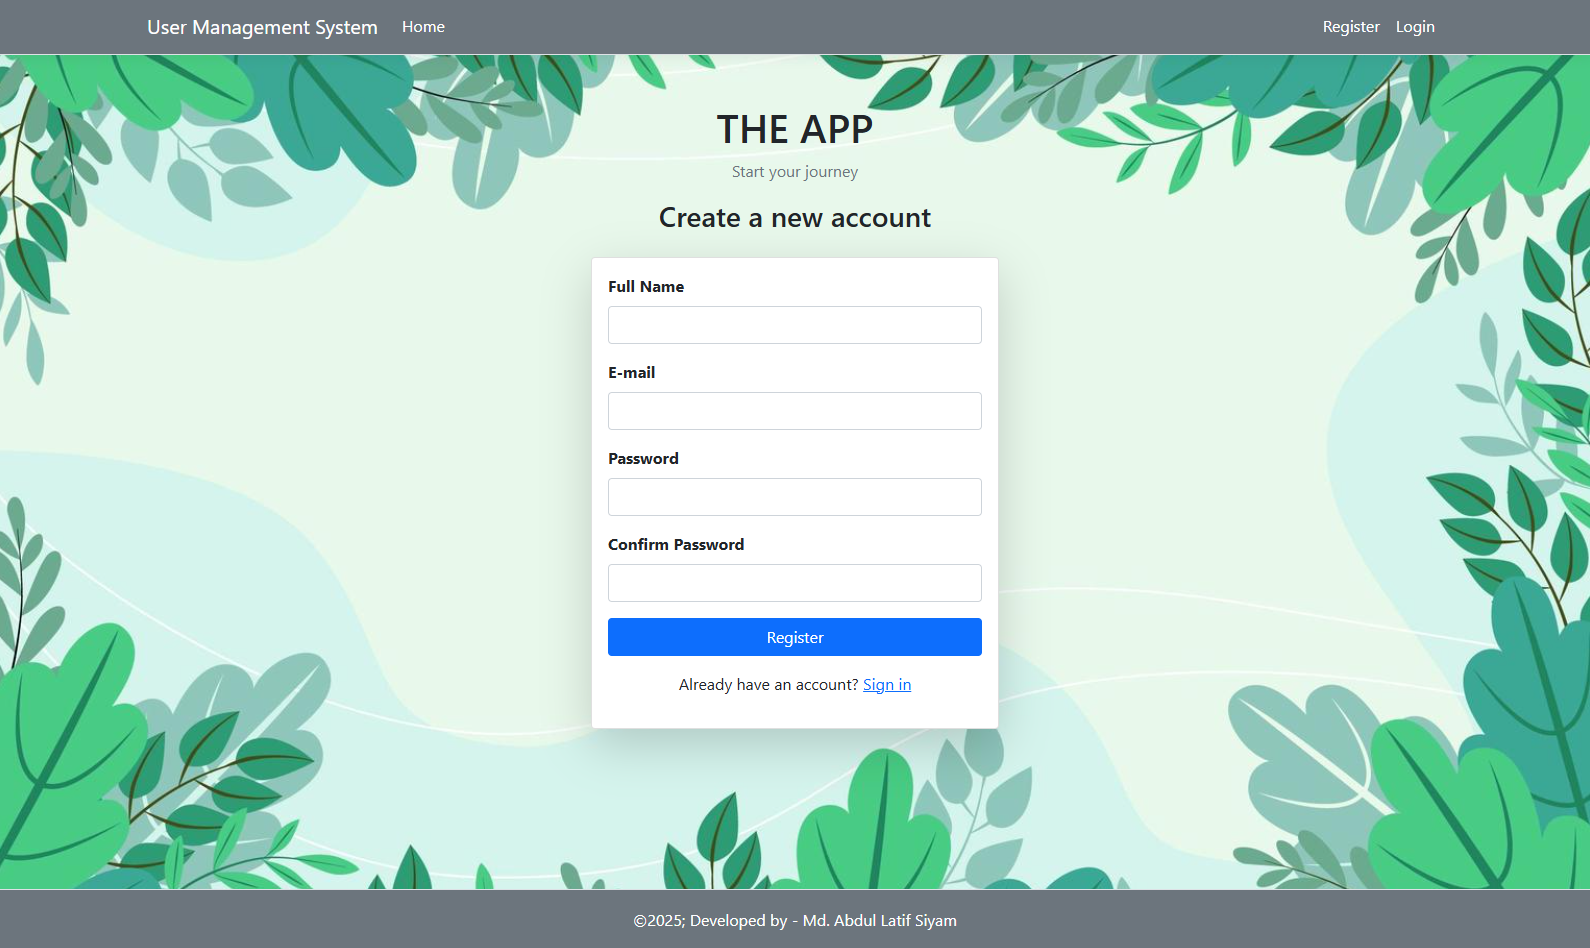 User Management System Home Register Login
THE APP
Start your journey
Create a new account
Full Name
E-mail
Password
Confirm Password
Register
Already have an account? Sign in
©2025; Developed by - Md. Abdul Latif Siyam